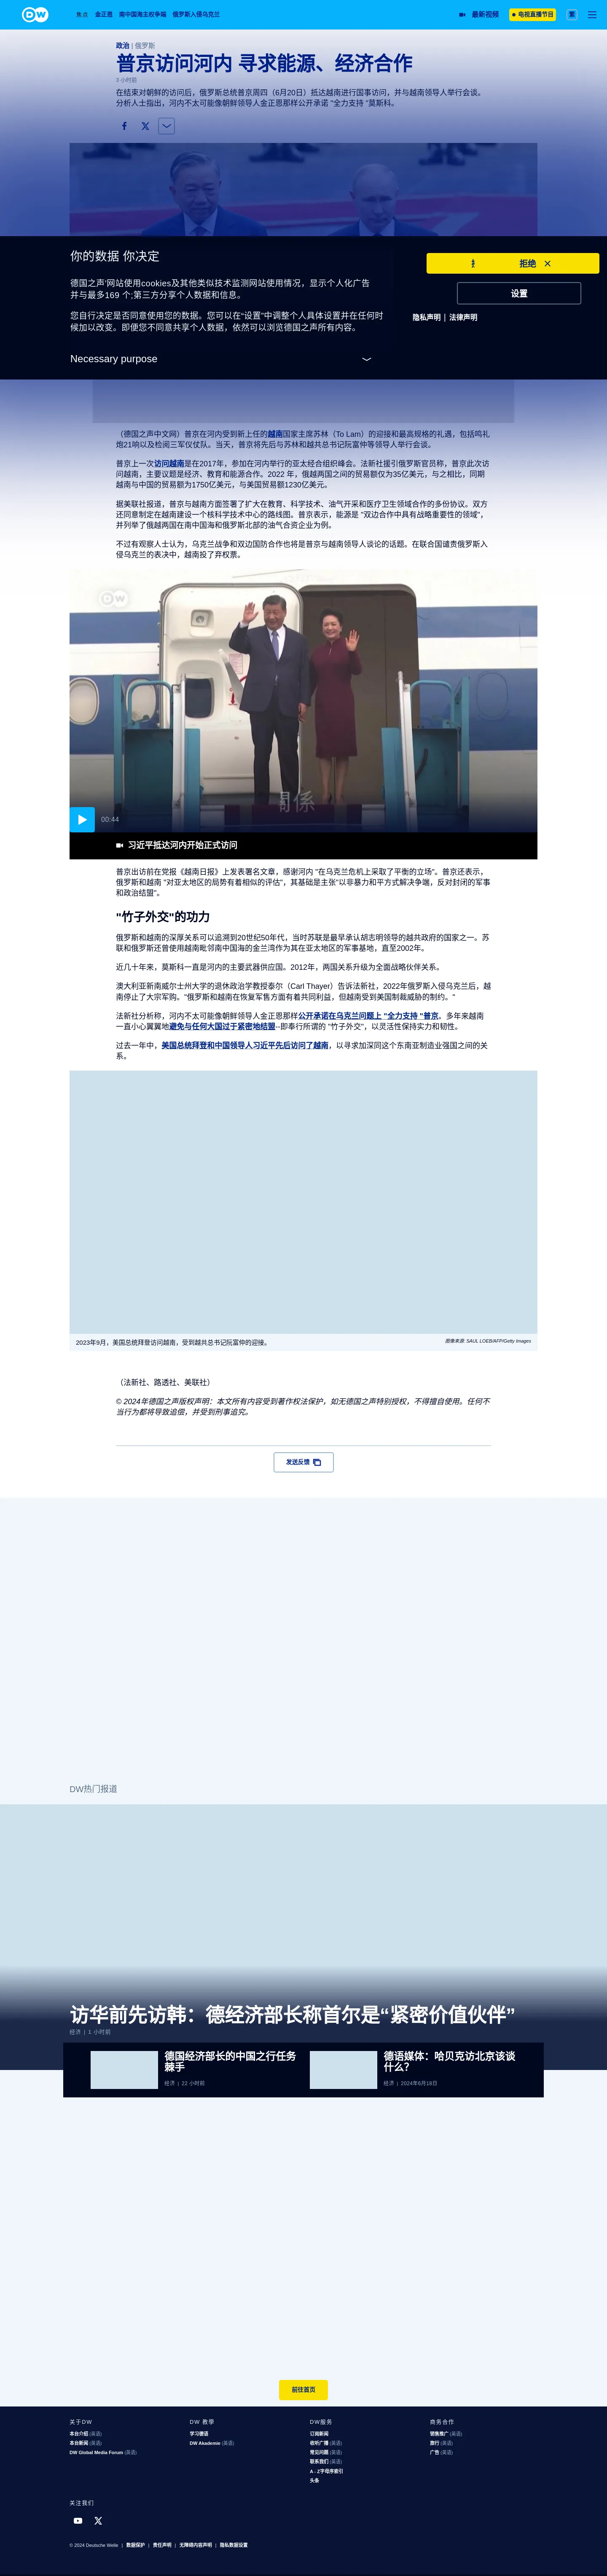 DW
焦点 金正恩 南中国海主权争端 俄罗斯入侵乌克兰
最新视频
电视直播节目
繁
政治 | 俄罗斯
普京访问河内 寻求能源、经济合作
3 小时前
在结束对朝鲜的访问后，俄罗斯总统普京周四（6月20日）抵达越南进行国事访问，并与越南领导人举行会谈。
分析人士指出，河内不太可能像朝鲜领导人金正恩那样公开承诺 "全力支持 "莫斯科。
你的数据 你决定
拒绝
设置
德国之声网站使用cookies及其他类似技术监测网站使用情况，显示个人化广告
并与最多169 个;第三方分享个人数据和信息。
隐私声明 | 法律声明
您自行决定是否同意使用您的数据。您可以在“设置”中调整个人具体设置并在任何时
候加以改变。即便您不同意共享个人数据，依然可以浏览德国之声所有内容。
Necessary purpose
（德国之声中文网）普京在河内受到新上任的越南国家主席苏林（To Lam）的迎接和最高规格的礼遇，包括鸣礼
炮21响以及检阅三军仪仗队。当天，普京将先后与苏林和越共总书记阮富仲等领导人举行会谈。
普京上一次访问越南是在2017年，参加在河内举行的亚太经合组织峰会。法新社援引俄罗斯官员称，普京此次访
问越南，主要议题是经济、教育和能源合作。2022 年，俄越两国之间的贸易额仅为35亿美元，与之相比，同期
越南与中国的贸易额为1750亿美元，与美国贸易额1230亿美元。
据美联社报道，普京与越南方面签署了扩大在教育、科学技术、油气开采和医疗卫生领域合作的多份协议。双方
还同意制定在越南建设一个核科学技术中心的路线图。普京表示，能源是 "双边合作中具有战略重要性的领域"，
并列举了俄越两国在南中国海和俄罗斯北部的油气合资企业为例。
不过有观察人士认为，乌克兰战争和双边国防合作也将是普京与越南领导人谈论的话题。在联合国谴责俄罗斯入
侵乌克兰的表决中，越南投了弃权票。
DW
係
00:44
习近平抵达河内开始正式访问
普京出访前在党报《越南日报》上发表署名文章，感谢河内 "在乌克兰危机上采取了平衡的立场"。普京还表示，
俄罗斯和越南 "对亚太地区的局势有着相似的评估"，其基础是主张"以非暴力和平方式解决争端，反对封闭的军事
和政治结盟"。
"竹子外交"的功力
俄罗斯和越南的深厚关系可以追溯到20世纪50年代，当时苏联是最早承认胡志明领导的越共政府的国家之一。苏
联和俄罗斯还曾使用越南毗邻南中国海的金兰湾作为其在亚太地区的军事基地，直至2002年。
近几十年来，莫斯科一直是河内的主要武器供应国。2012年，两国关系升级为全面战略伙伴关系。
澳大利亚新南威尔士州大学的退休政治学教授泰尔（Carl Thayer）告诉法新社，2022年俄罗斯入侵乌克兰后，越
南停止了大宗军购。"俄罗斯和越南在恢复军售方面有着共同利益，但越南受到美国制裁威胁的制约。"
法新社分析称，河内不太可能像朝鲜领导人金正恩那样公开承诺在乌克兰问题上 "全力支持 "普京。多年来越南
一直小心翼翼地避免与任何大国过于紧密地结盟--即奉行所谓的 "竹子外交"，以灵活性保持实力和韧性。
过去一年中，美国总统拜登和中国领导人习近平先后访问了越南，以寻求加深同这个东南亚制造业强国之间的关
系。
2023年9月，美国总统拜登访问越南，受到越共总书记阮富仲的迎接。
图像来源: SAUL LOEB/AFP/Getty Images
（法新社、路透社、美联社）
© 2024年德国之声版权声明：本文所有内容受到著作权法保护，如无德国之声特别授权，不得擅自使用。任何不
当行为都将导致追偿，并受到刑事追究。
发送反馈
DW热门报道
访华前先访韩：德经济部长称首尔是“紧密价值伙伴”
经济 | 1 小时前
德国经济部长的中国之行任务
棘手
经济 | 22 小时前
德语媒体：哈贝克访北京该谈
什么？
经济 | 2024年6月18日
前往首页
关于DW
本台介绍 (英语)
本台新闻 (英语)
DW Global Media Forum (英语)
DW 教學
学习德语
DW Akademie (英语)
DW服务
订阅新闻
收听广播 (英语)
常见问题 (英语)
联系我们 (英语)
A - Z字母序索引
头条
商务合作
销售推广 (英语)
旅行 (英语)
广告 (英语)
关注我们
© 2024 Deutsche Welle | 数据保护 | 责任声明 | 无障碍内容声明 | 隐私数据设置